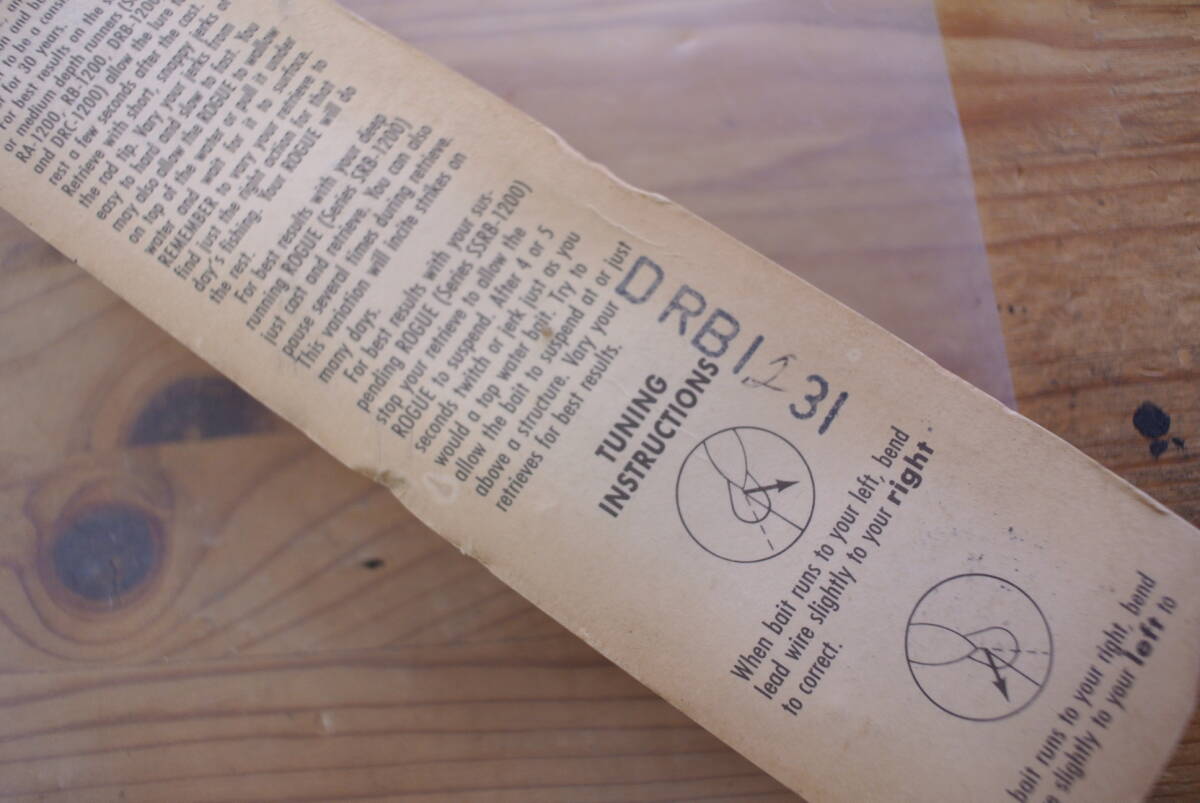 to be a consis
for 30 years.
For best results on the s
or medium depth runners (S
RA-1200, RB-1200, DRB-1200
and DRC-1200) allow the lure to
rest a few seconds after the cast.
Retrieve with short, snappy jerks of
the rod tip. Vary your jerks from
easy to hard and slow to fast. You
may also allow the ROGUE to wallow
on top of the water or pull it under
water and wait for it to surface.
REMEMBER to vary your retrieve to
find just the right action for that
day's fishing. Your ROGUE will do
the rest.
For best results with your deep
running ROGUE (Series SRB-1200)
just cast and retrieve. You can also
pause several times during retrieve.
This variation will incite strikes on
many days.
For best results with your sus-
pending ROGUE (Series SSRB-1200)
stop your retrieve to allow the
ROGUE to suspend. After 4 or 5
seconds twitch or jerk just as you
would a top water bait. Try to
allow the bait to suspend at or just
above a structure. Vary your
retrieves for best results.
DRB1231
TUNING
INSTRUCTIONS
When bait runs to your left, bend
lead wire slightly to your right
to correct.
bait runs to your right, bend
slightly to your left to